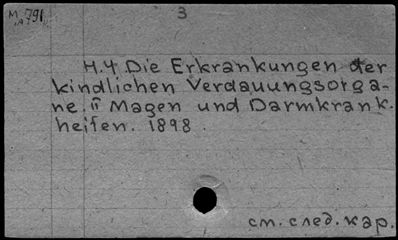 М 791
3
H.4 Die Erkrankungen der
kindlichen Verdauungsorga-
ne. II Magen und Darmkrank.
heiten. 1898.
см. след. кар.